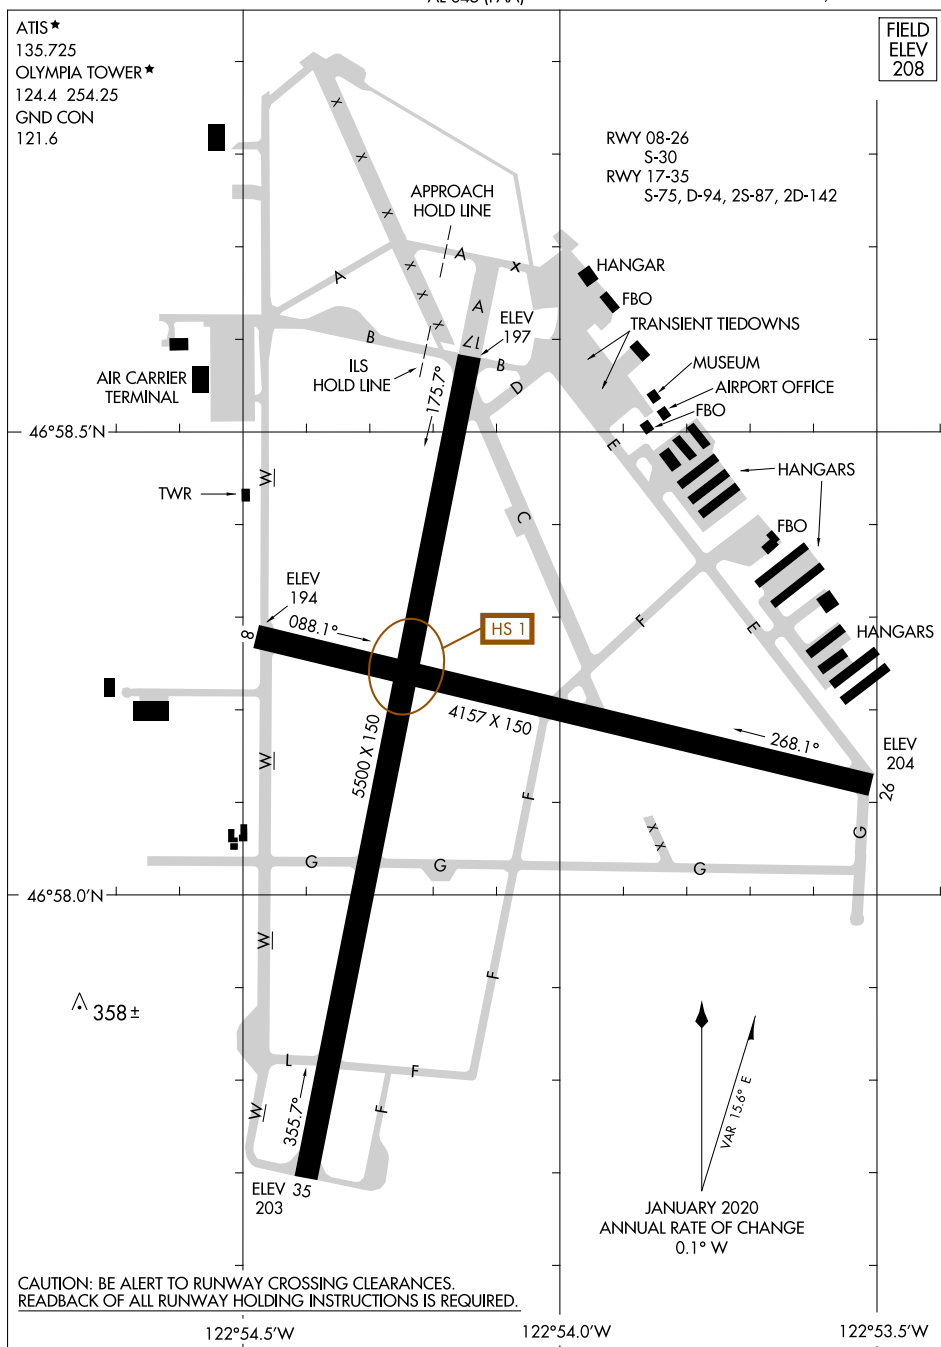 ATIS★
135.725
OLYMPIA TOWER★
124.4 254.25
GND CON
121.6
FIELD
ELEV
208
RWY 08-26
S-30
RWY 17-35
S-75, D-94, 2S-87, 2D-142
X
X
X
APPROACH
HOLD LINE
A
A
X
X
X
X
A
HANGAR
FBO
TRANSIENT TIEDOWNS
ELEV
197
17
B
B
D
ILS
HOLD LINE
175.7°
AIR CARRIER
TERMINAL
MUSEUM
AIRPORT OFFICE
FBO
46°58.5'N
E
W
TWR
C
HANGARS
FBO
ELEV
194
088.1°
8
HS 1
F
E
HANGARS
4157 X 150
5500 X 150
268.1°
ELEV
204
26
W
F
X
X
G
G
G
G
46°58.0'N
W
F
358±
L
F
F
W
355.7°
ELEV
203
35
VAR 15.6° E
JANUARY 2020
ANNUAL RATE OF CHANGE
0.1° W
CAUTION: BE ALERT TO RUNWAY CROSSING CLEARANCES.
READBACK OF ALL RUNWAY HOLDING INSTRUCTIONS IS REQUIRED.
122°54.5'W
122°54.0'W
122°53.5'W